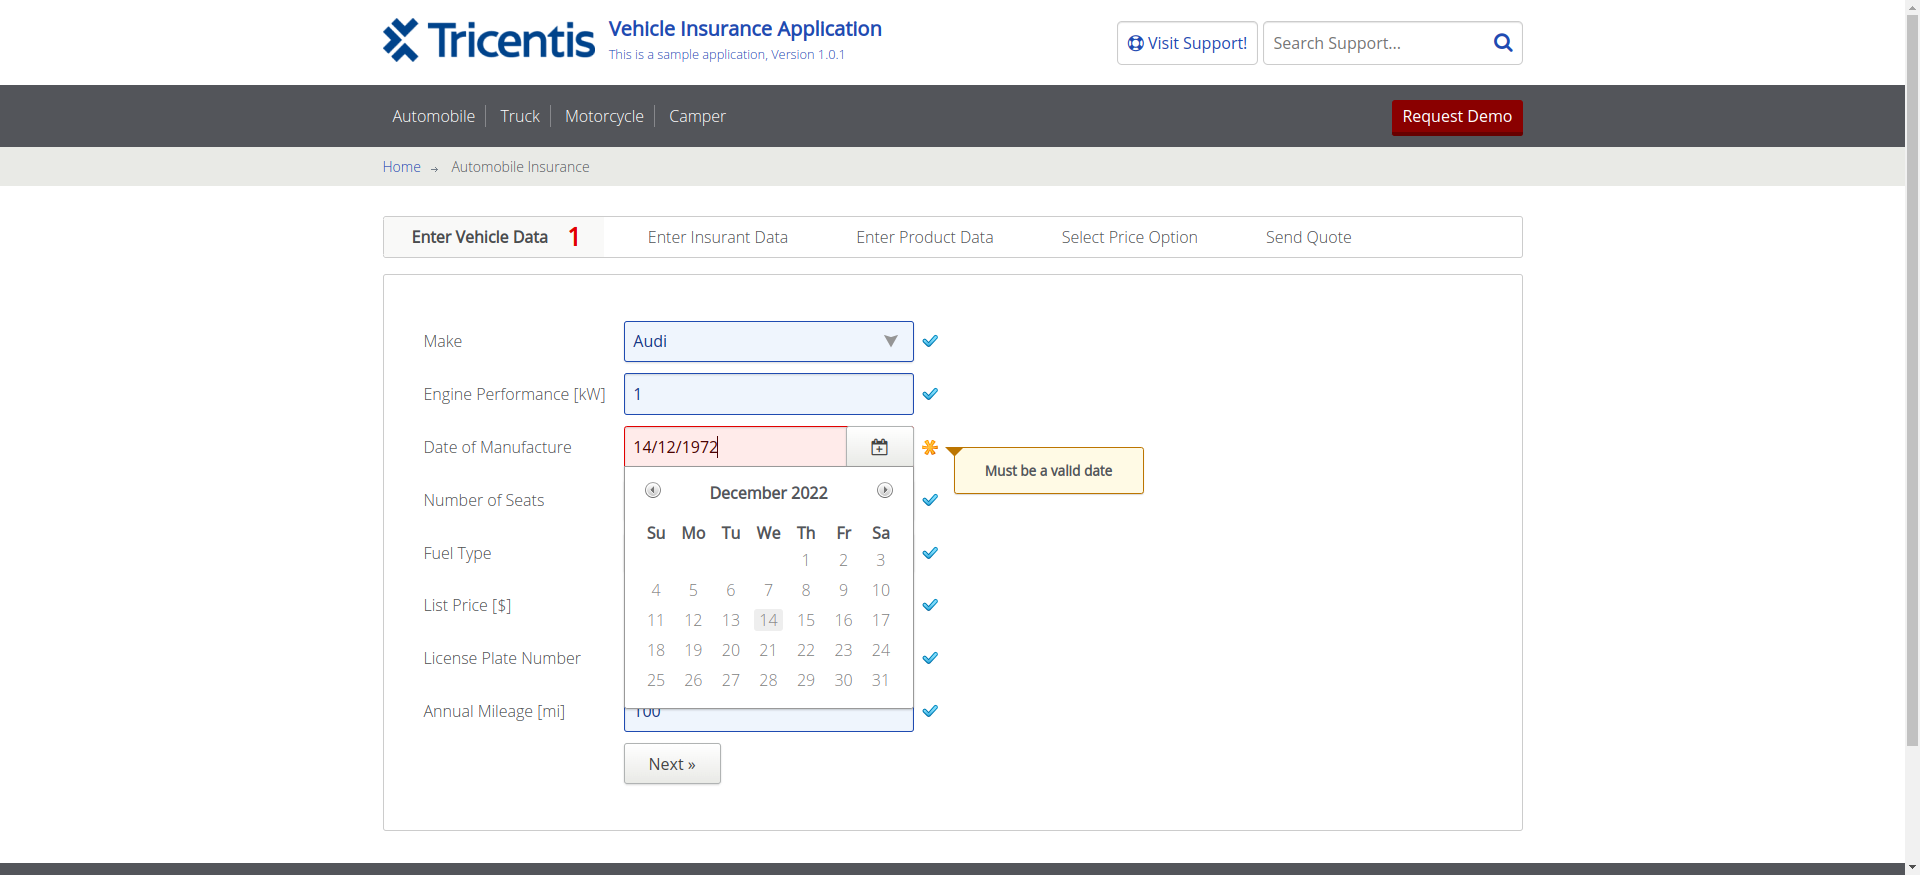 Tricentis
Vehicle Insurance Application
This is a sample application, Version 1.0.1
Visit Support!
Search Support...
Automobile
Truck
Motorcycle
Camper
Request Demo
Home → Automobile Insurance
Enter Vehicle Data 1
Enter Insurant Data
Enter Product Data
Select Price Option
Send Quote
Make
Audi
Engine Performance [kW]
1
Date of Manufacture
14/12/1972
Must be a valid date
December 2022
Su Mo Tu We Th Fr Sa
1 2 3
4 5 6 7 8 9 10
11 12 13 14 15 16 17
18 19 20 21 22 23 24
25 26 27 28 29 30 31
Number of Seats
Fuel Type
List Price [$]
License Plate Number
Annual Mileage [mi]
100
Next »